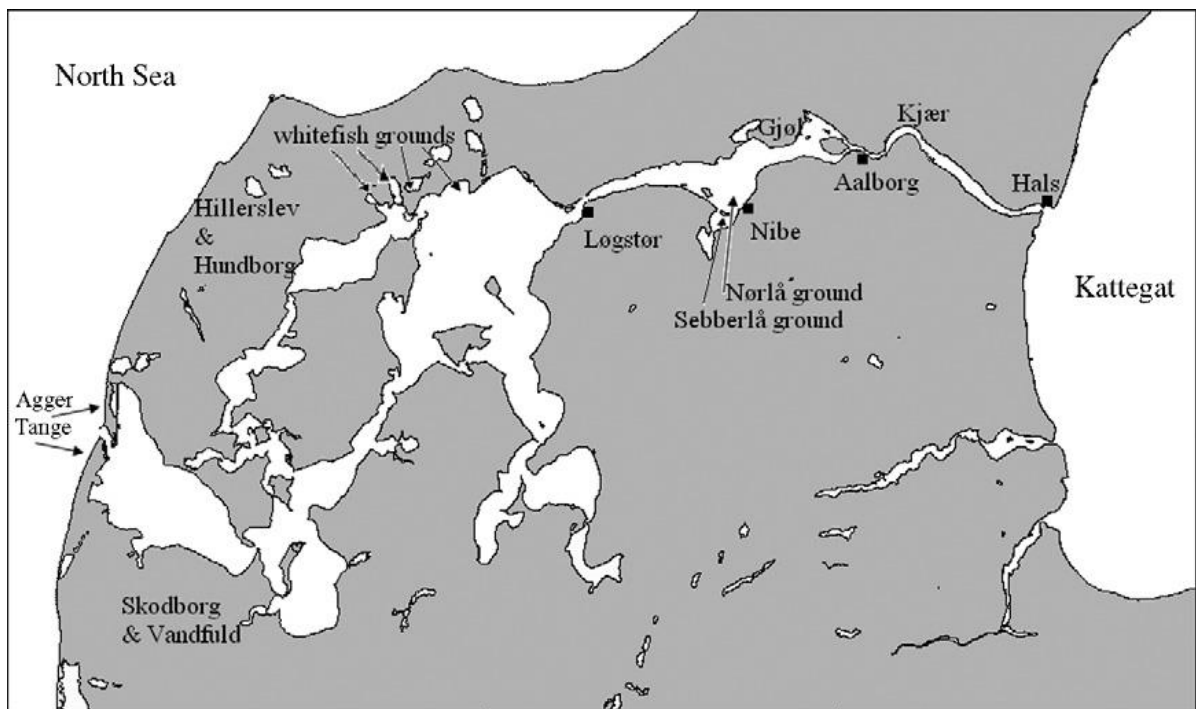 North Sea
whitefish grounds
Gjøl
Kjær
Aalborg
Hals
Hillerslev
&
Hundborg
Løgstør
Nibe
Nørlå ground
Sebberlå ground
Kattegat
Agger
Tange
Skodborg
& Vandfuld